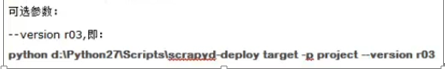 可选参数：
--version r03,即：
python d:\Python27\Scripts\scrapyd-deploy target -p project --version r03